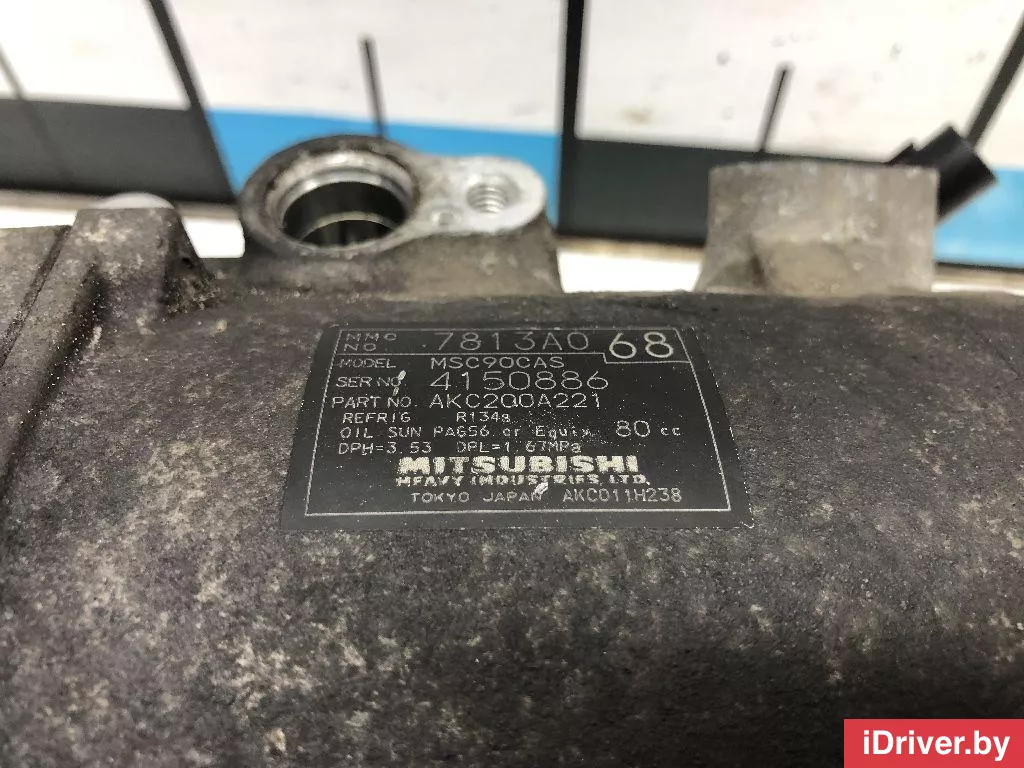 MMC NO 7813A0 68
MODEL MSC90CAS
SER NO. 4150886
PART NO. AKC200A221
REFRIG R134a
OIL SUN PAG56 or Equiv. 80 cc
DPH=3.53 DPL=1.67MPa
MITSUBISHI
HEAVY INDUSTRIES, LTD.
TOKYO JAPAN AKC011H238
iDriver.by